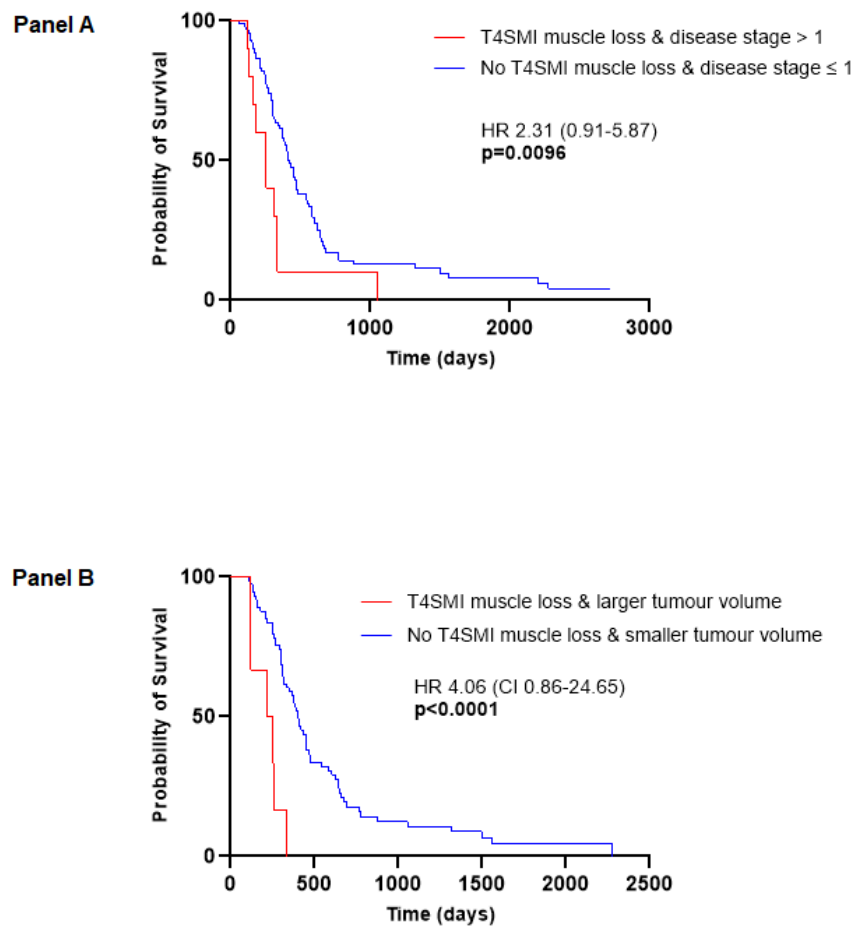 Panel A
T4SMI muscle loss & disease stage > 1
No T4SMI muscle loss & disease stage ≤ 1
HR 2.31 (0.91-5.87)
p=0.0096
Probability of Survival
100
50
0
0 1000 2000 3000
Time (days)
Panel B
T4SMI muscle loss & larger tumour volume
No T4SMI muscle loss & smaller tumour volume
HR 4.06 (CI 0.86-24.65)
p<0.0001
Probability of Survival
100
50
0
0 500 1000 1500 2000 2500
Time (days)